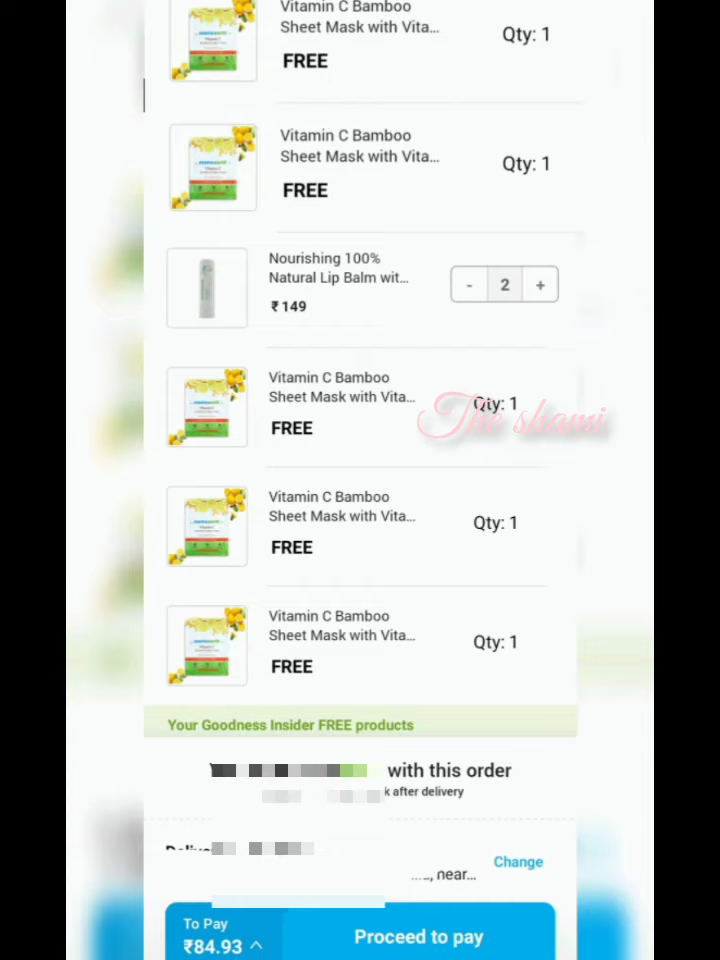 Vitamin C Bamboo
Sheet Mask with Vita...
Qty: 1
FREE
Vitamin C Bamboo
Sheet Mask with Vita...
Qty: 1
FREE
Nourishing 100%
Natural Lip Balm wit...
₹149
- 2 +
Vitamin C Bamboo
Sheet Mask with Vita...
Qty: 1
FREE
The shami
Vitamin C Bamboo
Sheet Mask with Vita...
Qty: 1
FREE
Vitamin C Bamboo
Sheet Mask with Vita...
Qty: 1
FREE
Your Goodness Insider FREE products
with this order
after delivery
Change
near...
To Pay
₹84.93
Proceed to pay